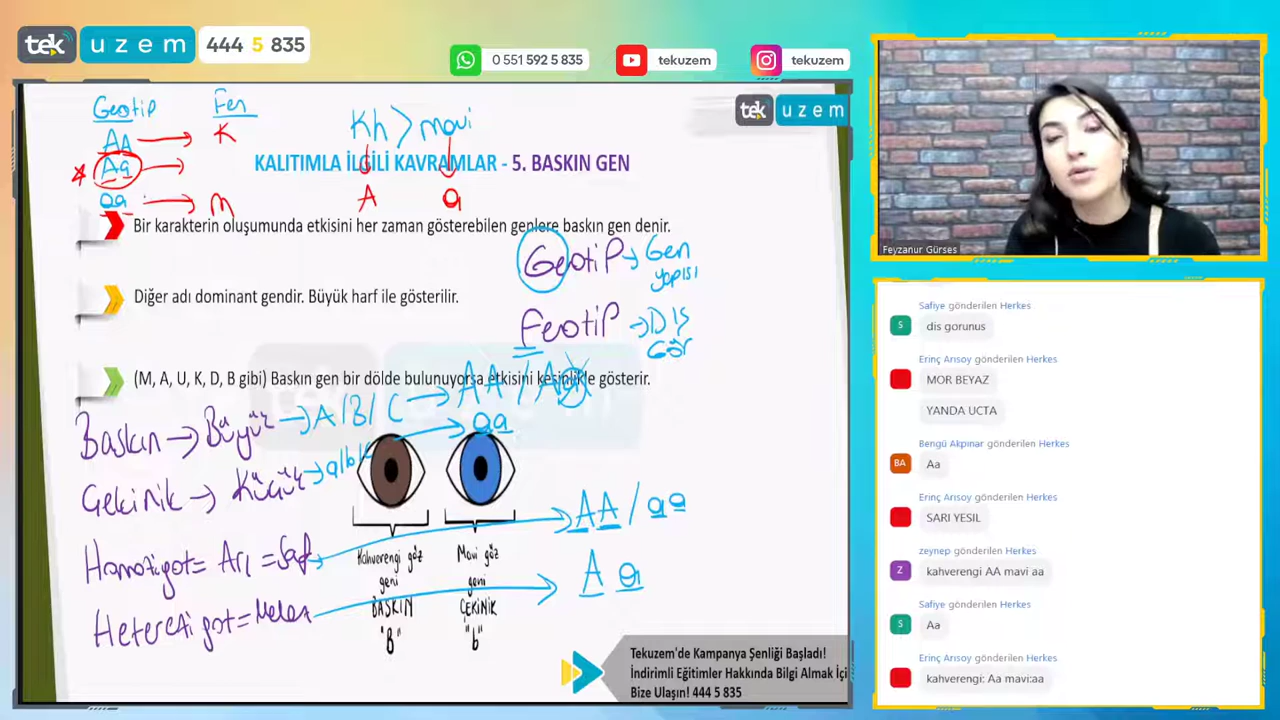 tek uzem 444 5 835
0 551 592 5 835
tekuzem
tekuzem
tek uzem
Geotip Fen
AA → K
Aa →
aa → M
Kh > mavi
A a
KALITIMLA İLGİLİ KAVRAMLAR - 5. BASKIN GEN
Bir karakterin oluşumunda etkisini her zaman gösterebilen genlere baskın gen denir.
Geotip → Gen
yapısı
Diğer adı dominant gendir. Büyük harf ile gösterilir.
Feotip → Dış
Gör
(M, A, U, K, D, B gibi) Baskın gen bir dölde bulunuyorsa etkisini kesinlikle gösterir.
Baskın → Büyük → A/B/C → AA / Aa
Çekinik → Küçük → a/b/c → aa
Homozigot = Arı = Saf → AA / aa
Heterezigot = Melez → Aa
Kahverengi göz
geni
BASKIN
"B"
Mavi göz
geni
ÇEKİNİK
"b"
Tekuzem'de Kampanya Şenliği Başladı!
İndirimli Eğitimler Hakkında Bilgi Almak İçi
Bize Ulaşın! 444 5 835
Feyzanur Gürses
Safiye gönderilen Herkes
S dis gorunus
Erinç Arısoy gönderilen Herkes
MOR BEYAZ
YANDA UCTA
Bengü Akpınar gönderilen Herkes
BA Aa
Erinç Arısoy gönderilen Herkes
SARI YESIL
zeynep gönderilen Herkes
Z kahverengi AA mavi aa
Safiye gönderilen Herkes
S Aa
Erinç Arısoy gönderilen Herkes
kahverengi: Aa mavi:aa